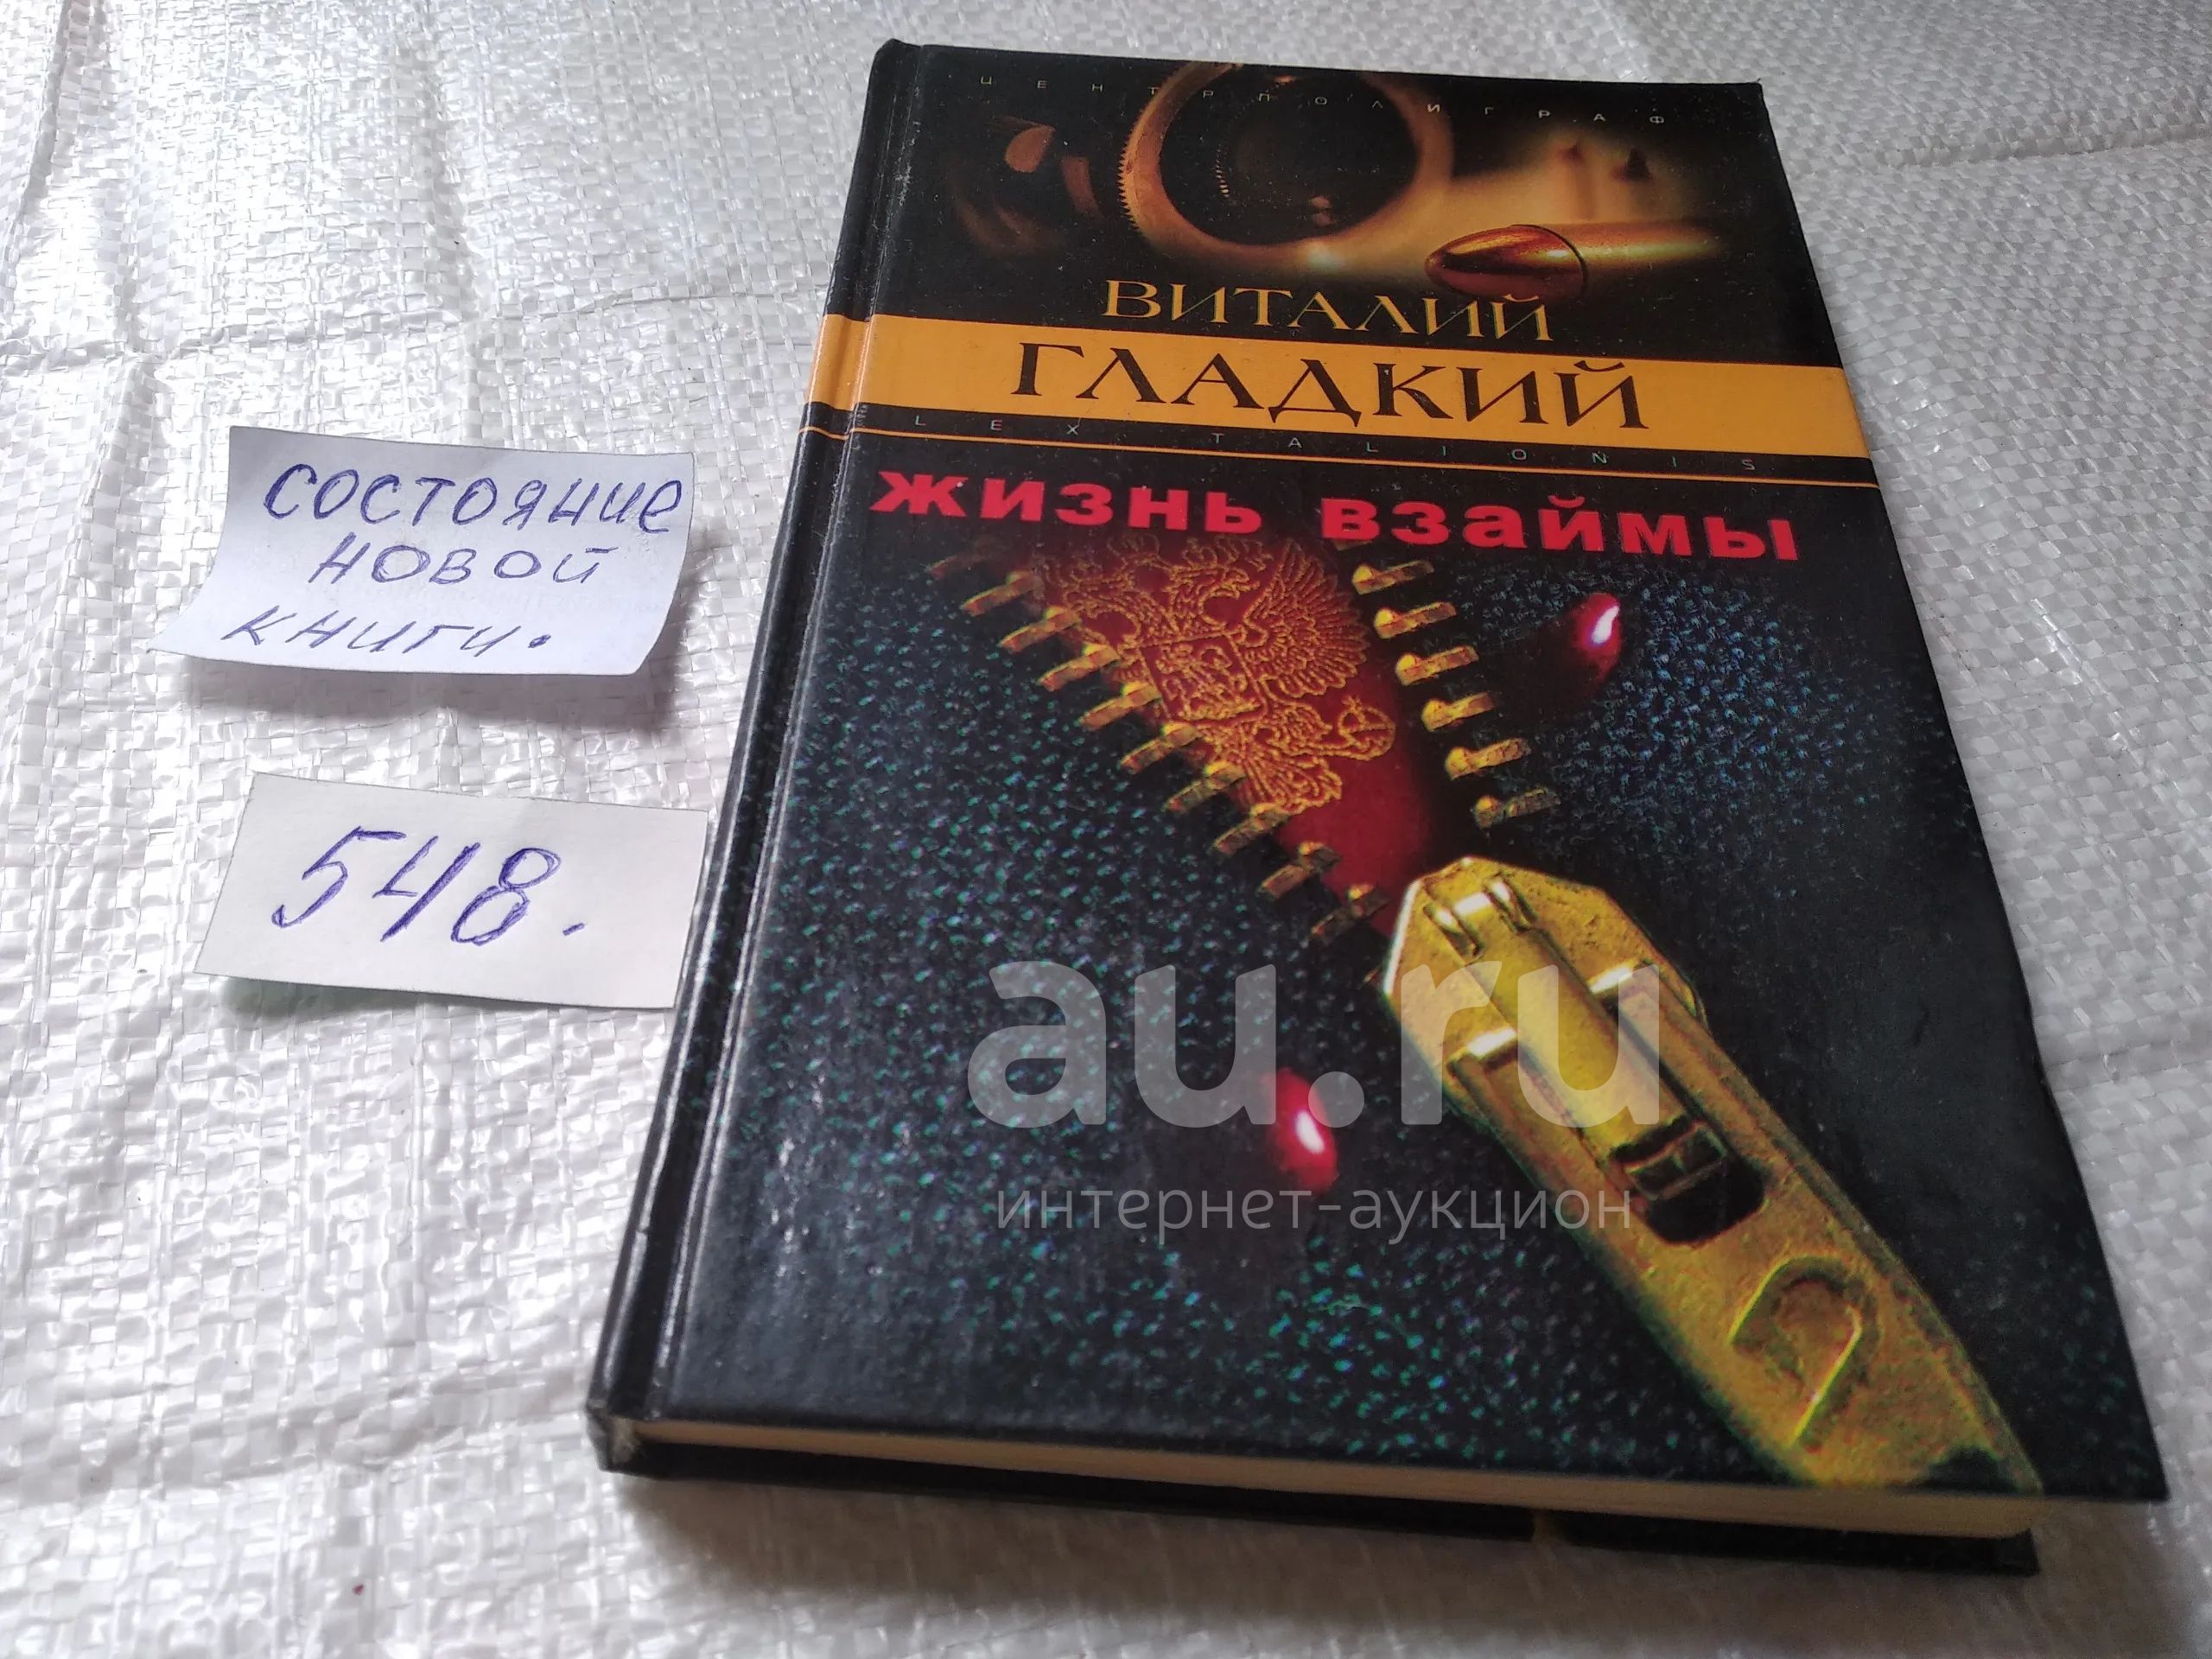 ЦЕНТРПОЛИГРАФ
ВИТАЛИЙ
ГЛАДКИЙ
LEX TALIONIS
жизнь взаймы
состояние
новой
книги.
548.
au.ru
интернет-аукцион